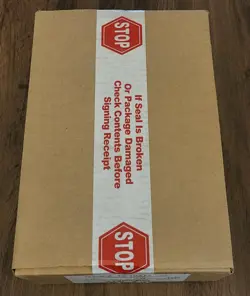 STOP
If Seal Is Broken
Or Package Damaged
Check Contents Before
Signing Receipt
STOP